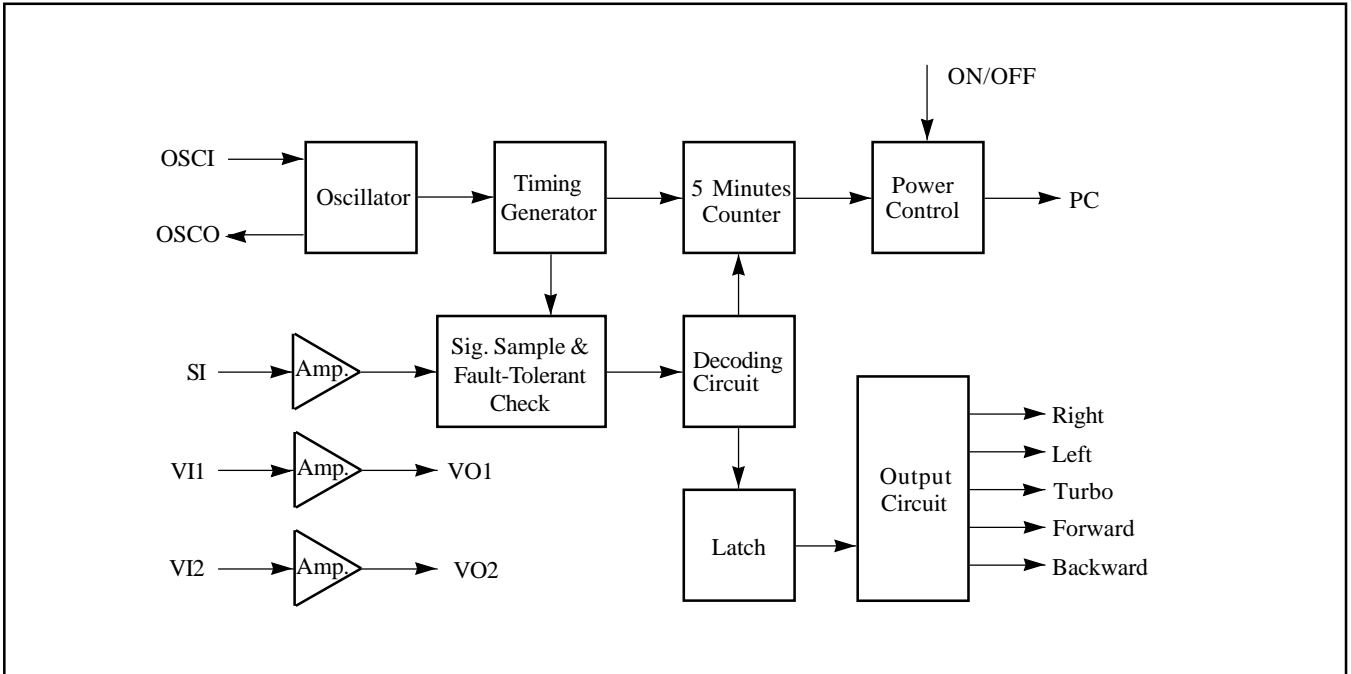 ON/OFF
OSCI
OSCO
Oscillator
Timing
Generator
5 Minutes
Counter
Power
Control
PC
SI
Amp.
Sig. Sample &
Fault-Tolerant
Check
Decoding
Circuit
VI1
Amp.
VO1
VI2
Amp.
VO2
Latch
Output
Circuit
Right
Left
Turbo
Forward
Backward